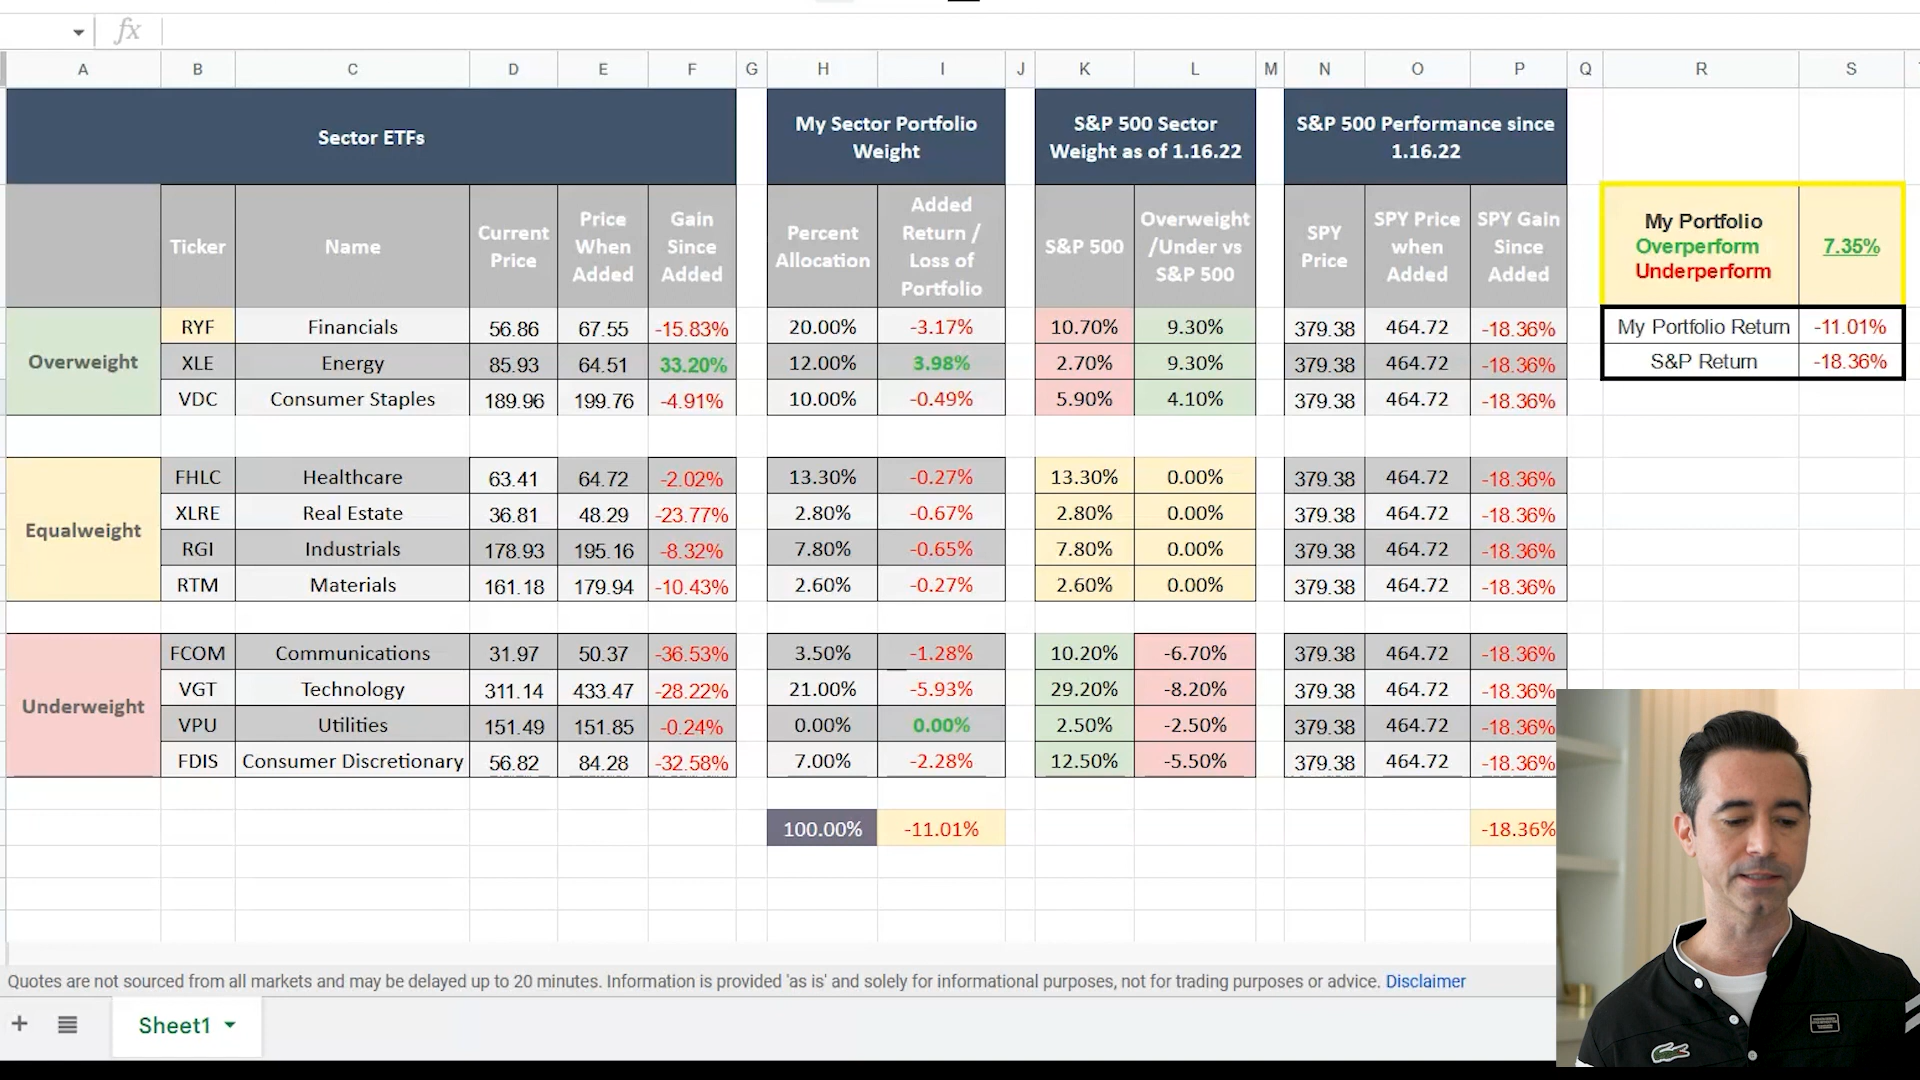 fx
A B C D E F G H I J K L M N O P Q R S
Sector ETFs
My Sector Portfolio
Weight
S&P 500 Sector
Weight as of 1.16.22
S&P 500 Performance since
1.16.22
Ticker
Name
Current
Price
Price
When
Added
Gain
Since
Added
Percent
Allocation
Added
Return /
Loss of
Portfolio
S&P 500
Overweight
/Under vs
S&P 500
SPY
Price
SPY Price
when
Added
SPY Gain
Since
Added
My Portfolio
Overperform
Underperform
7.35%
Overweight
RYF Financials 56.86 67.55 -15.83% 20.00% -3.17% 10.70% 9.30% 379.38 464.72 -18.36% My Portfolio Return -11.01%
XLE Energy 85.93 64.51 33.20% 12.00% 3.98% 2.70% 9.30% 379.38 464.72 -18.36% S&P Return -18.36%
VDC Consumer Staples 189.96 199.76 -4.91% 10.00% -0.49% 5.90% 4.10% 379.38 464.72 -18.36%
Equalweight
FHLC Healthcare 63.41 64.72 -2.02% 13.30% -0.27% 13.30% 0.00% 379.38 464.72 -18.36%
XLRE Real Estate 36.81 48.29 -23.77% 2.80% -0.67% 2.80% 0.00% 379.38 464.72 -18.36%
RGI Industrials 178.93 195.16 -8.32% 7.80% -0.65% 7.80% 0.00% 379.38 464.72 -18.36%
RTM Materials 161.18 179.94 -10.43% 2.60% -0.27% 2.60% 0.00% 379.38 464.72 -18.36%
Underweight
FCOM Communications 31.97 50.37 -36.53% 3.50% -1.28% 10.20% -6.70% 379.38 464.72 -18.36%
VGT Technology 311.14 433.47 -28.22% 21.00% -5.93% 29.20% -8.20% 379.38 464.72 -18.36%
VPU Utilities 151.49 151.85 -0.24% 0.00% 0.00% 2.50% -2.50% 379.38 464.72 -18.36%
FDIS Consumer Discretionary 56.82 84.28 -32.58% 7.00% -2.28% 12.50% -5.50% 379.38 464.72 -18.36%
100.00% -11.01% -18.36%
Quotes are not sourced from all markets and may be delayed up to 20 minutes. Information is provided 'as is' and solely for informational purposes, not for trading purposes or advice. Disclaimer
Sheet1